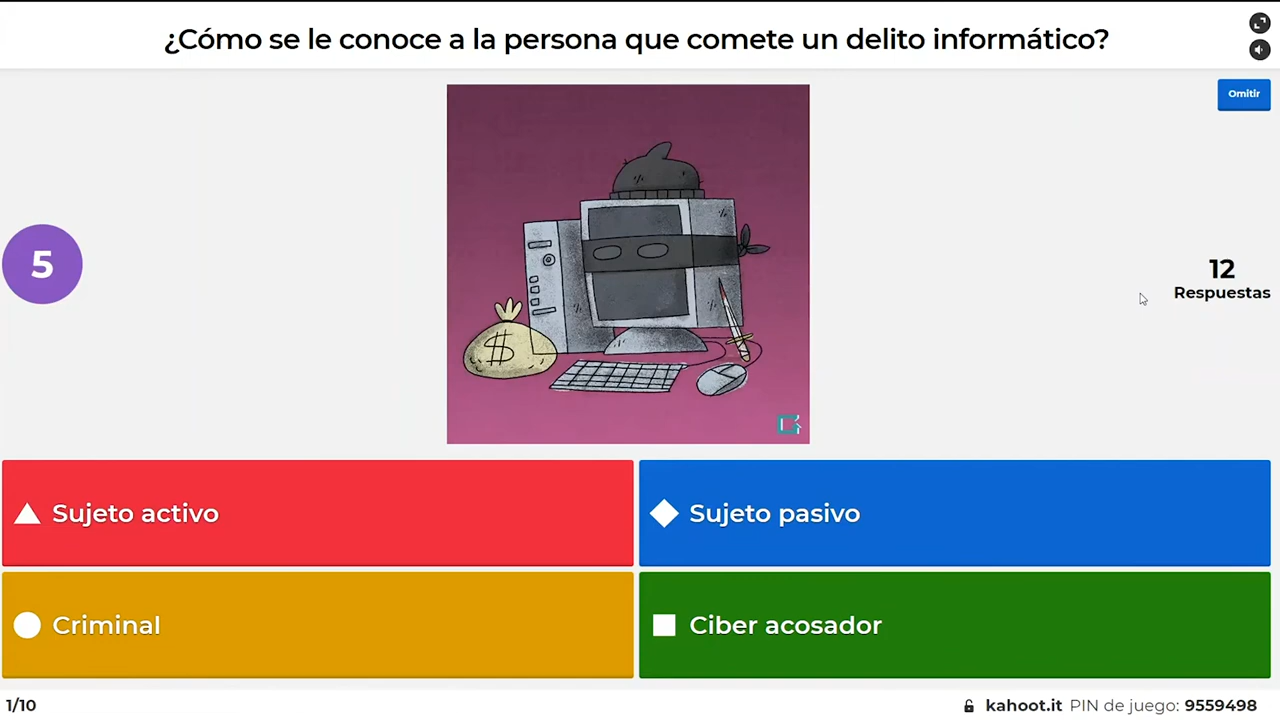 ¿Cómo se le conoce a la persona que comete un delito informático?
Omitir
5
12
Respuestas
$
Sujeto activo
Sujeto pasivo
Criminal
Ciber acosador
1/10
kahoot.it PIN de juego: 9559498